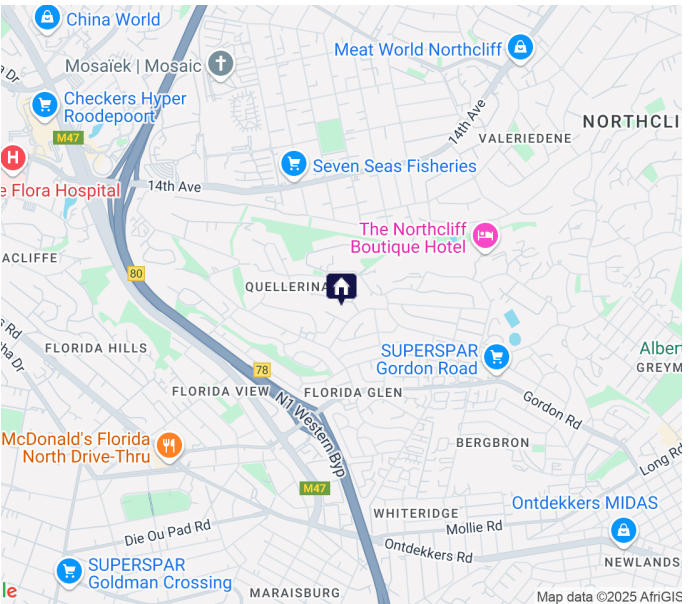 China World
Meat World Northcliff
Mosaïek | Mosaic
Checkers Hyper
Roodepoort
M47
14th Ave
VALERIEDENE
NORTHCLI
Seven Seas Fisheries
e Flora Hospital
14th Ave
The Northcliff
Boutique Hotel
ACLIFFE
80
QUELLERINA
FLORIDA HILLS
SUPERSPAR
Gordon Road
Albert
GREYM
78
FLORIDA VIEW
FLORIDA GLEN
N1 Western Byp
Gordon Rd
McDonald's Florida
North Drive-Thru
BERGBRON
Long Rd
M47
WHITERIDGE
Ontdekkers MIDAS
Mollie Rd
Die Ou Pad Rd
Ontdekkers Rd
SUPERSPAR
Goldman Crossing
NEWLANDS
MARAISBURG
Map data ©2025 AfriGIS